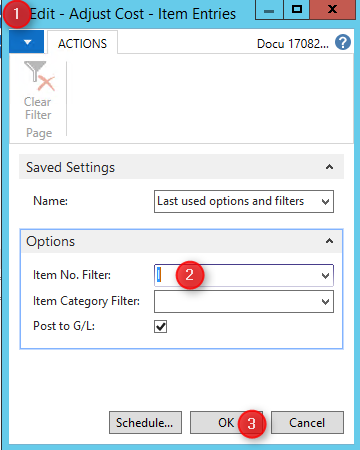 1 Edit - Adjust Cost - Item Entries
ACTIONS Docu 17082... ?
Clear
Filter
Page
Saved Settings
Name: Last used options and filters
Options
Item No. Filter: 2
Item Category Filter:
Post to G/L:
Schedule... OK 3 Cancel